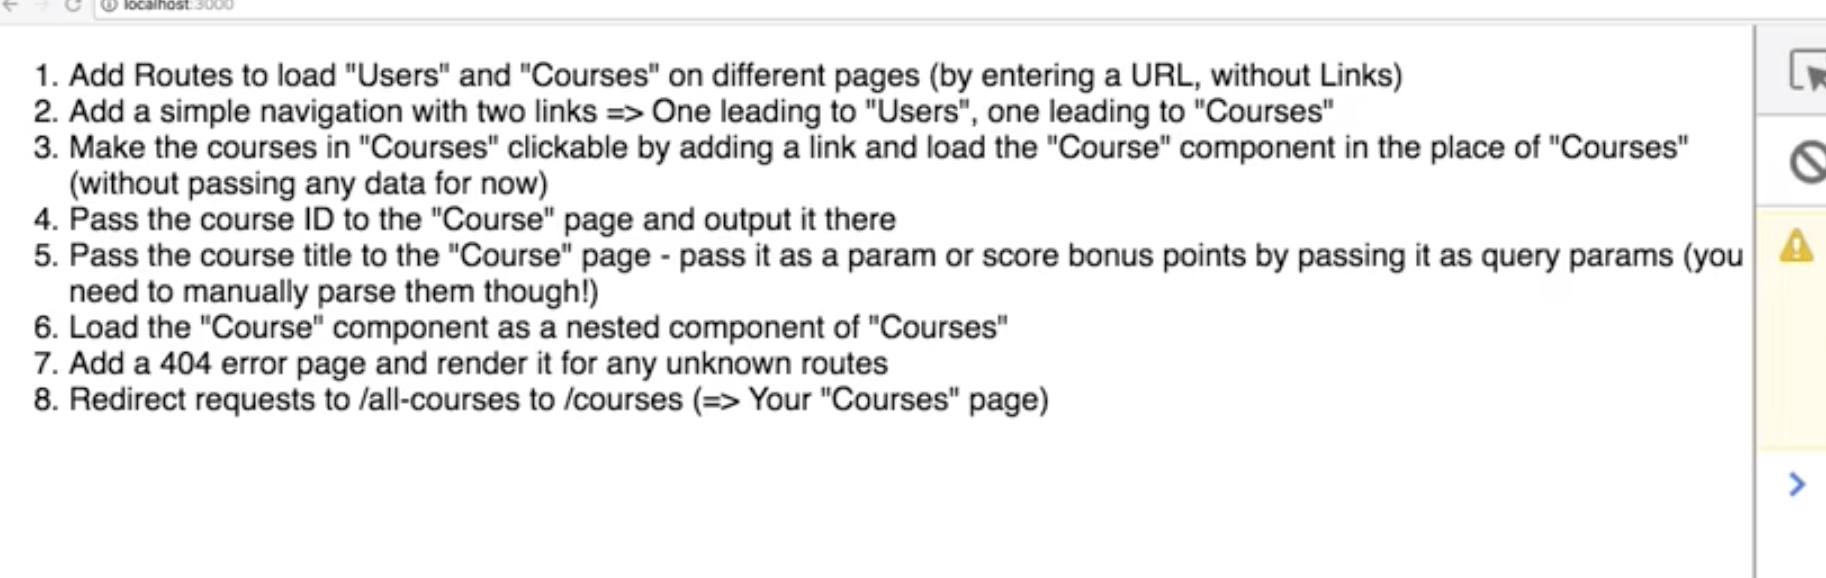 localhost:3000
1. Add Routes to load "Users" and "Courses" on different pages (by entering a URL, without Links)
2. Add a simple navigation with two links => One leading to "Users", one leading to "Courses"
3. Make the courses in "Courses" clickable by adding a link and load the "Course" component in the place of "Courses"
(without passing any data for now)
4. Pass the course ID to the "Course" page and output it there
5. Pass the course title to the "Course" page - pass it as a param or score bonus points by passing it as query params (you
need to manually parse them though!)
6. Load the "Course" component as a nested component of "Courses"
7. Add a 404 error page and render it for any unknown routes
8. Redirect requests to /all-courses to /courses (=> Your "Courses" page)